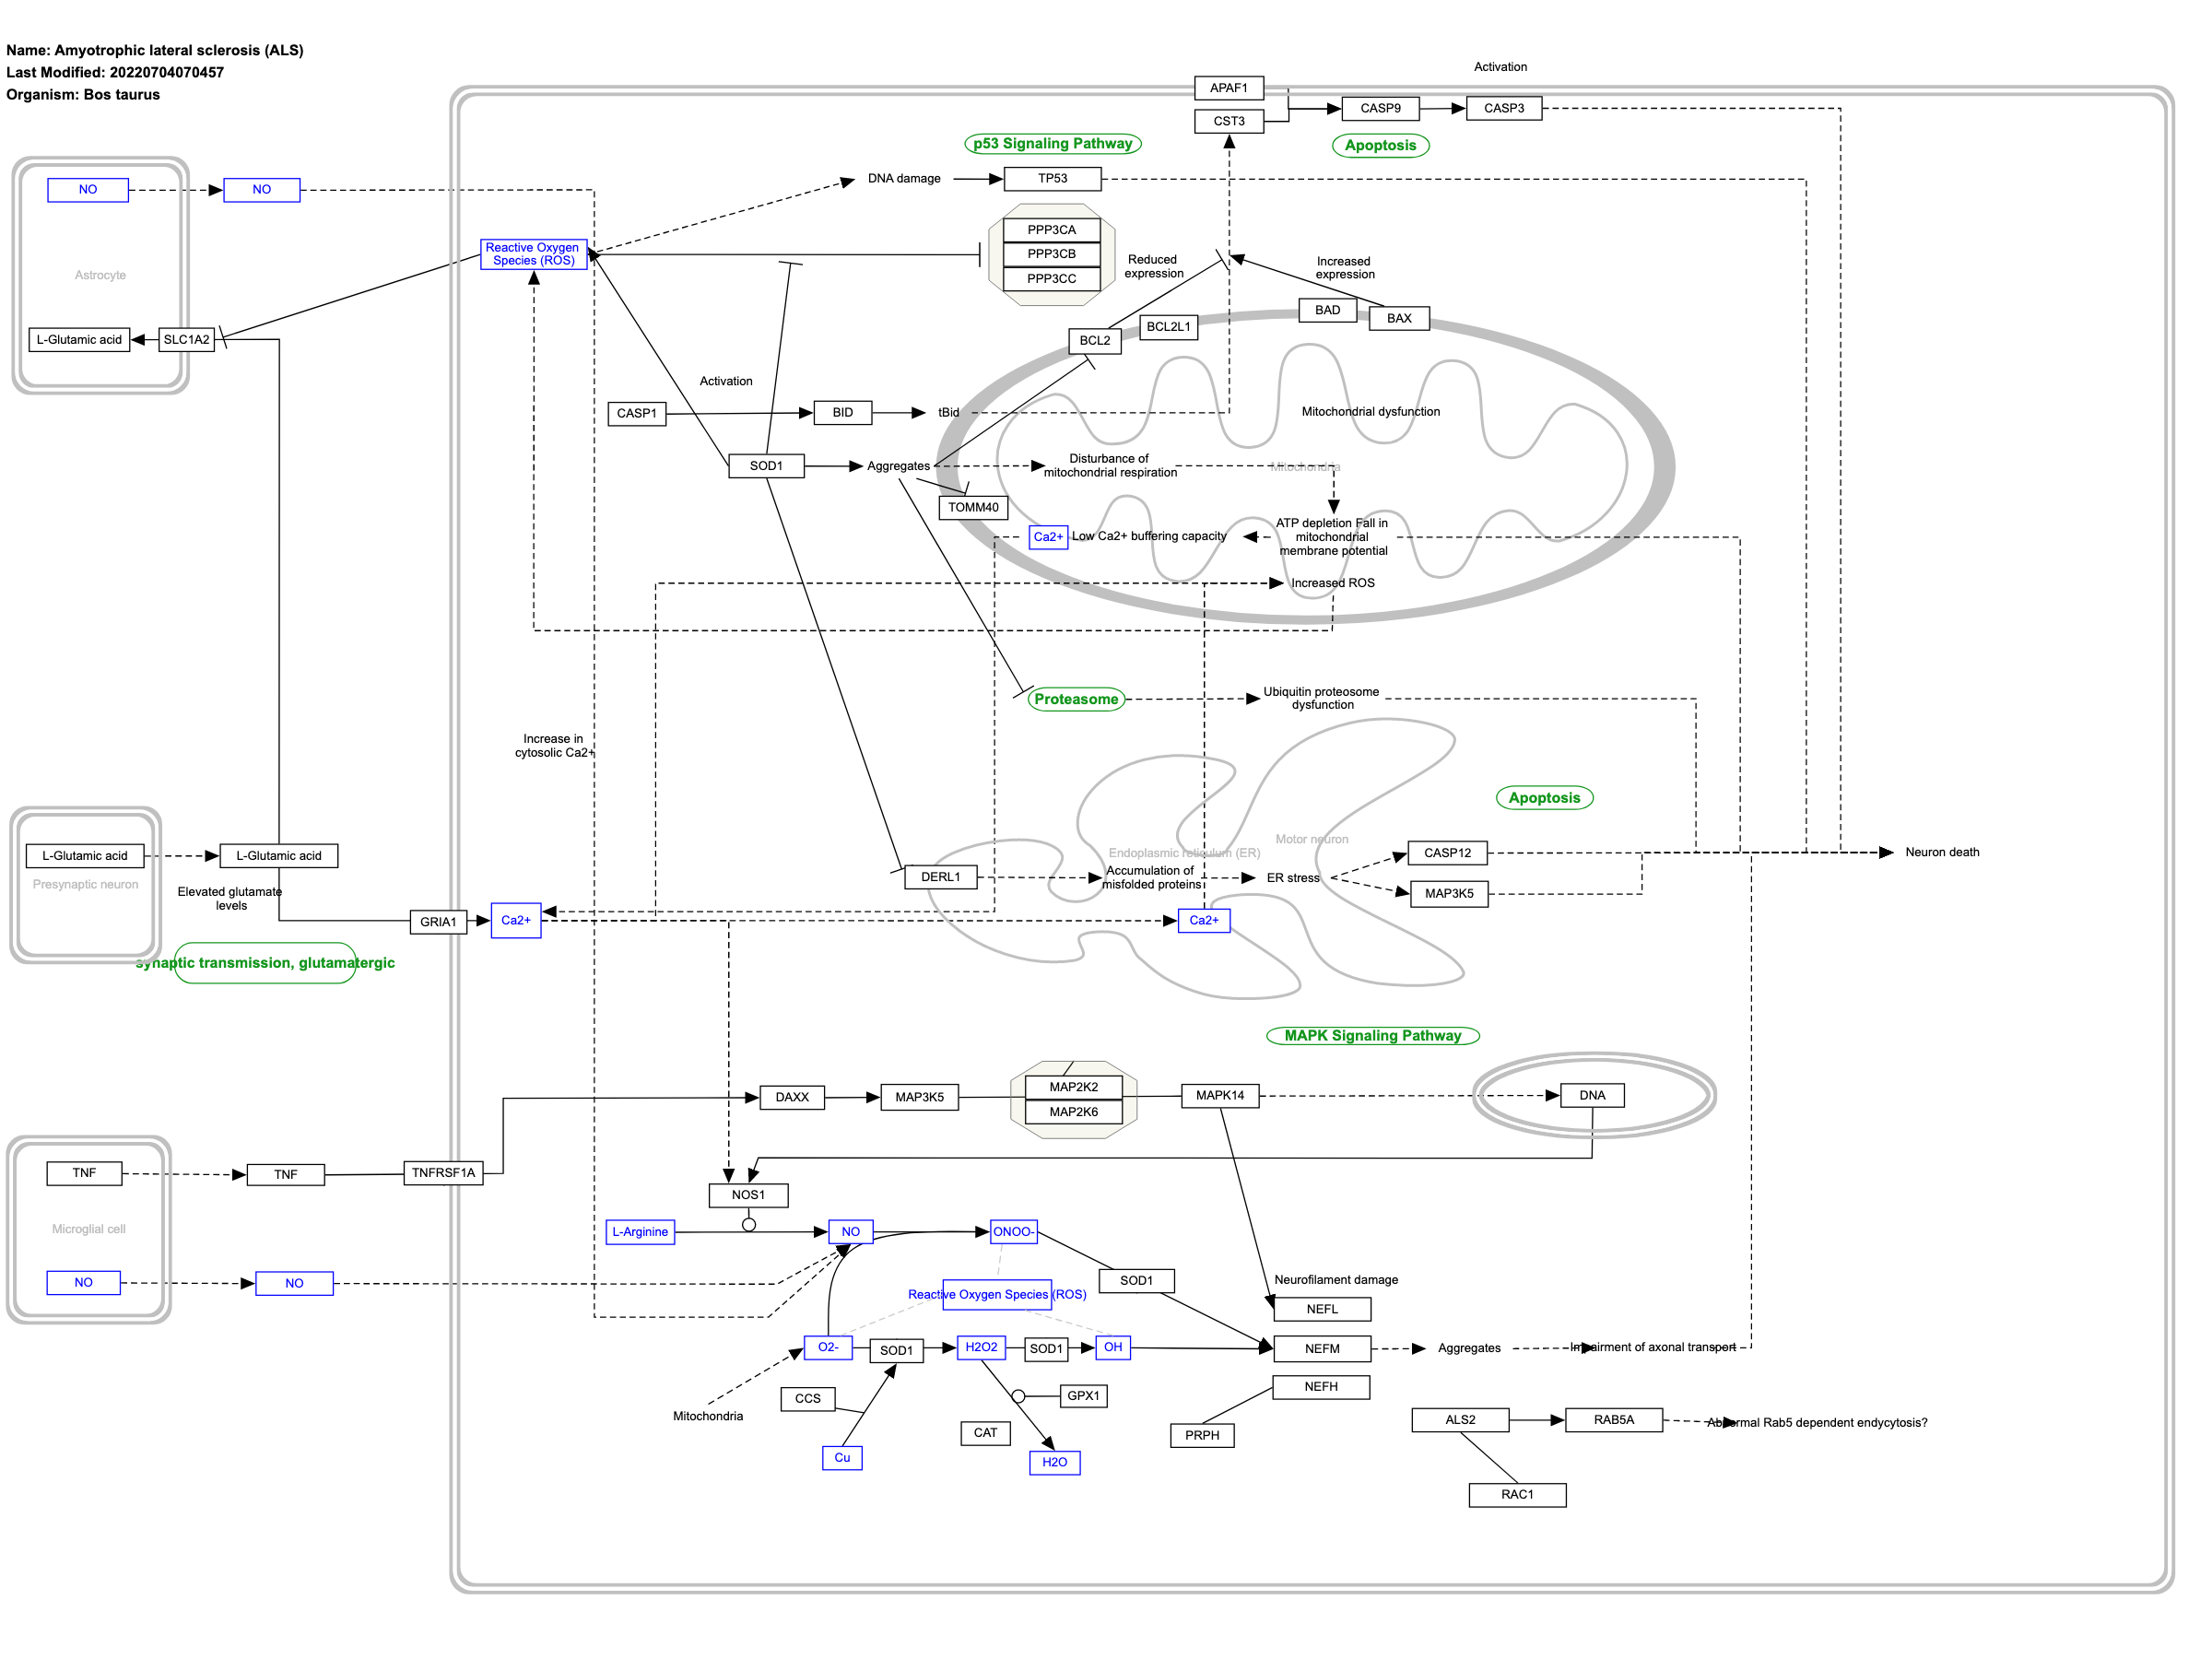 Name: Amyotrophic lateral sclerosis (ALS)
Last Modified: 20220704070457
Organism: Bos taurus
Activation
APAF1
CASP9
CASP3
CST3
p53 Signaling Pathway
Apoptosis
NO
NO
DNA damage
TP53
PPP3CA
PPP3CB
PPP3CC
Reactive Oxygen
Species (ROS)
Reduced
expression
Increased
expression
Astrocyte
BAD
BAX
BCL2L1
BCL2
L-Glutamic acid
SLC1A2
Activation
CASP1
BID
tBid
Mitochondrial dysfunction
SOD1
Aggregates
Disturbance of
mitochondrial respiration
Mitochondria
TOMM40
Ca2+
Low Ca2+ buffering capacity
ATP depletion Fall in
mitochondrial
membrane potential
Increased ROS
Proteasome
Ubiquitin proteosome
dysfunction
Increase in
cytosolic Ca2+
Apoptosis
Motor neuron
Endoplasmic reticulum (ER)
L-Glutamic acid
L-Glutamic acid
Presynaptic neuron
Elevated glutamate
levels
DERL1
Accumulation of
misfolded proteins
ER stress
CASP12
MAP3K5
Neuron death
GRIA1
Ca2+
Ca2+
synaptic transmission, glutamatergic
MAPK Signaling Pathway
DAXX
MAP3K5
MAP2K2
MAP2K6
MAPK14
DNA
TNF
TNF
TNFRSF1A
NOS1
Microglial cell
L-Arginine
NO
ONOO-
NO
NO
SOD1
Neurofilament damage
Reactive Oxygen Species (ROS)
NEFL
O2-
SOD1
H2O2
SOD1
OH
NEFM
Aggregates
Impairment of axonal transport
NEFH
CCS
GPX1
Mitochondria
CAT
PRPH
Cu
H2O
ALS2
RAB5A
Abnormal Rab5 dependent endycytosis?
RAC1